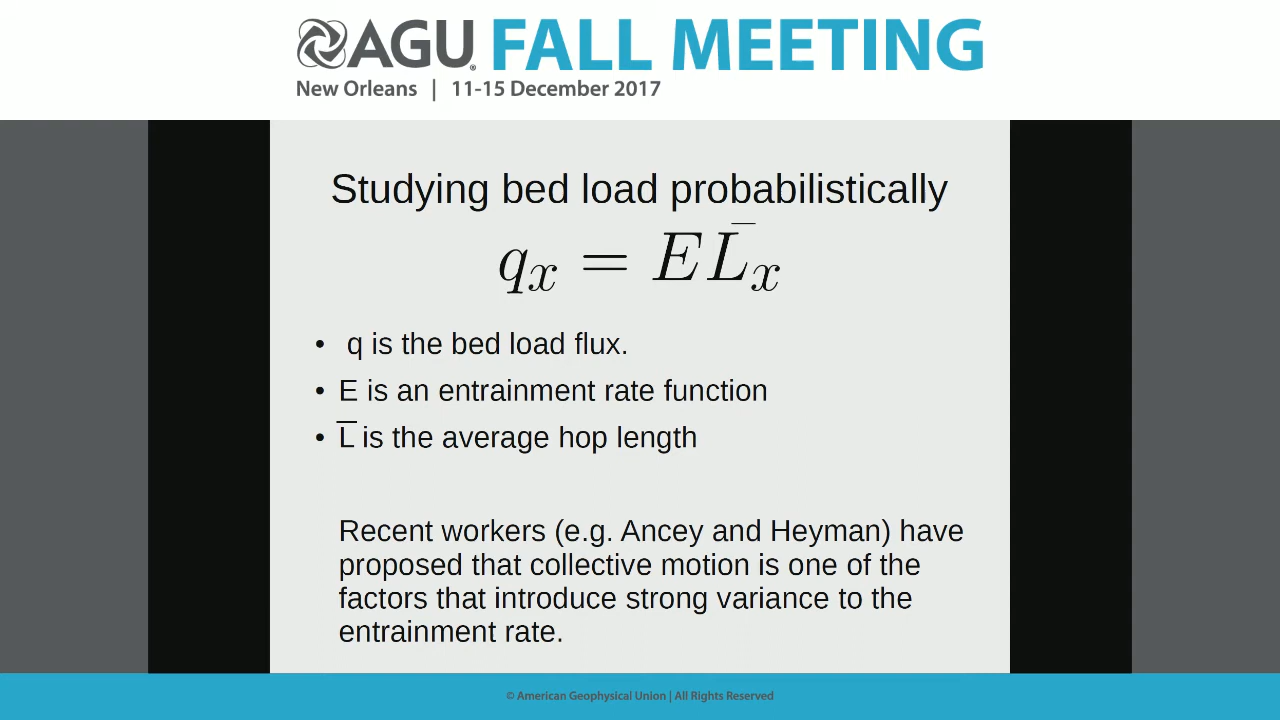 AGU FALL MEETING
New Orleans | 11-15 December 2017
Studying bed load probabilistically
qₓ = E L̄ₓ
• q is the bed load flux.
• E is an entrainment rate function
• L̄ is the average hop length
Recent workers (e.g. Ancey and Heyman) have
proposed that collective motion is one of the
factors that introduce strong variance to the
entrainment rate.
© American Geophysical Union | All Rights Reserved